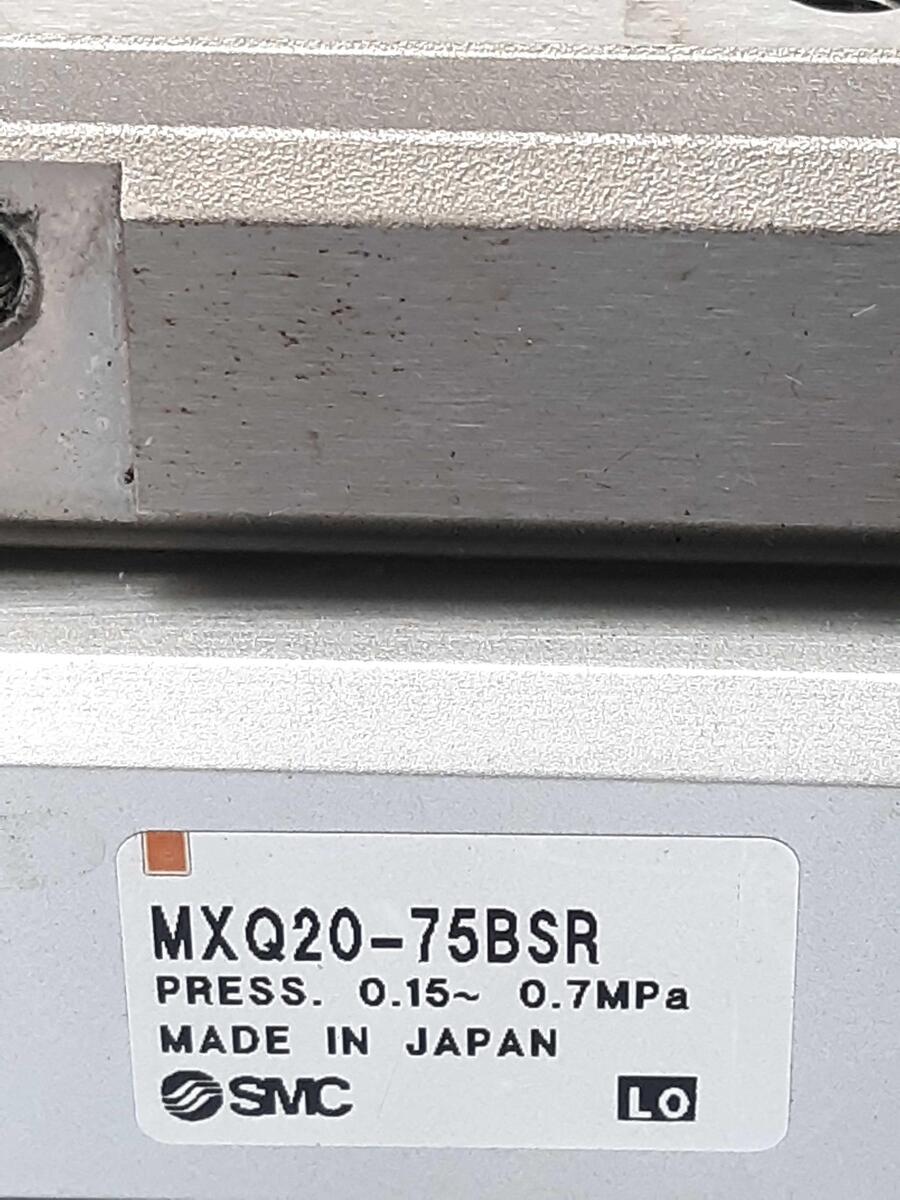 MXQ20-75BSR
PRESS. 0.15~ 0.7MPa
MADE IN JAPAN
SMC LO